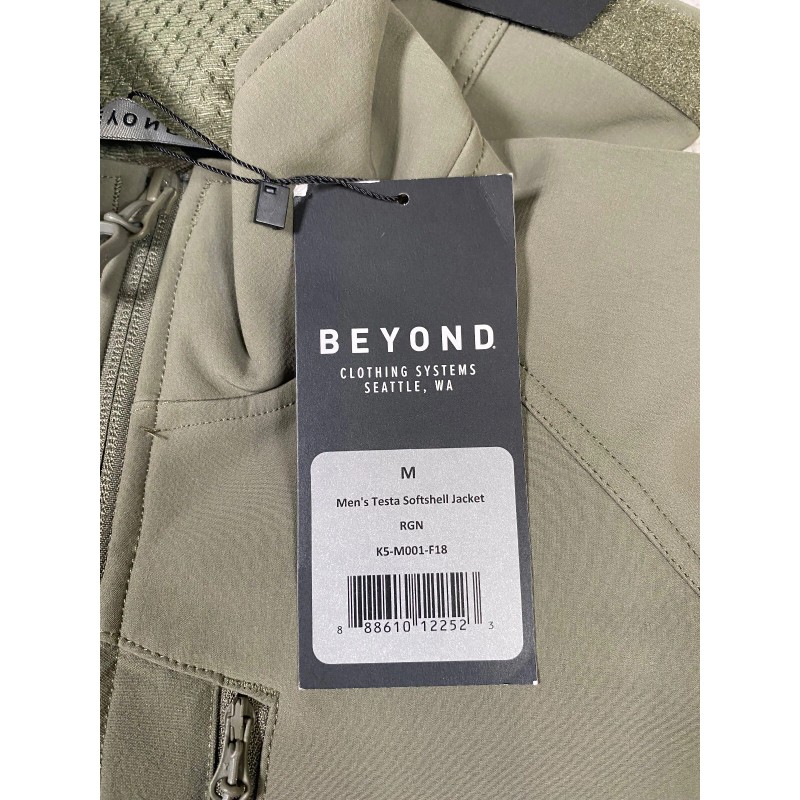 BEYOND
CLOTHING SYSTEMS
SEATTLE, WA
M
Men's Testa Softshell Jacket
RGN
K5-M001-F18
8 88610 12252 3